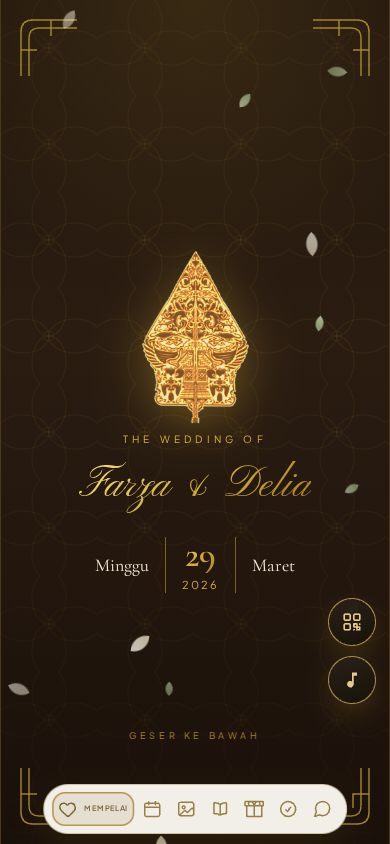 THE WEDDING OF
Farza & Delia
Minggu
29
2026
Maret
GESER KE BAWAH
MEMPELAI